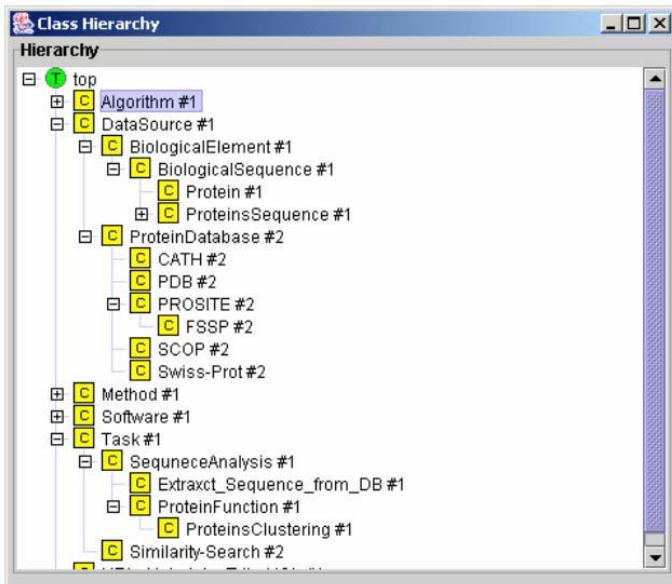 Class Hierarchy
Hierarchy
T top
C Algorithm #1
C DataSource #1
C BiologicalElement #1
C BiologicalSequence #1
C Protein #1
C ProteinsSequence #1
C ProteinDatabase #2
C CATH #2
C PDB #2
C PROSITE #2
C FSSP #2
C SCOP #2
C Swiss-Prot #2
C Method #1
C Software #1
C Task #1
C SequneceAnalysis #1
C Extraxct_Sequence_from_DB #1
C ProteinFunction #1
C ProteinsClustering #1
C Similarity-Search #2